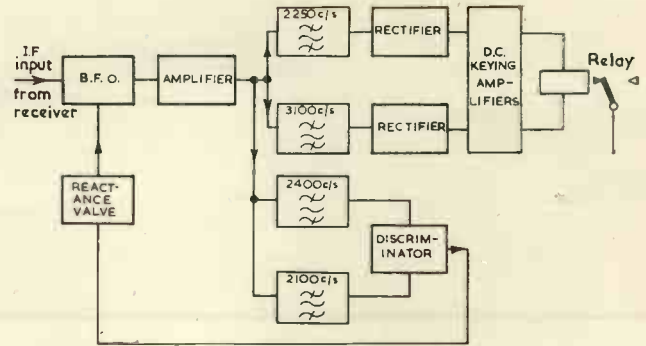 I.F
input
from
receiver
B.F.O.
AMPLIFIER
2250c/s
RECTIFIER
3100c/s
RECTIFIER
D.C.
KEYING
AMP-
LIFIERS
Relay
REACT-
ANCE
VALVE
2400c/s
2100c/s
DISCRIM-
INATOR